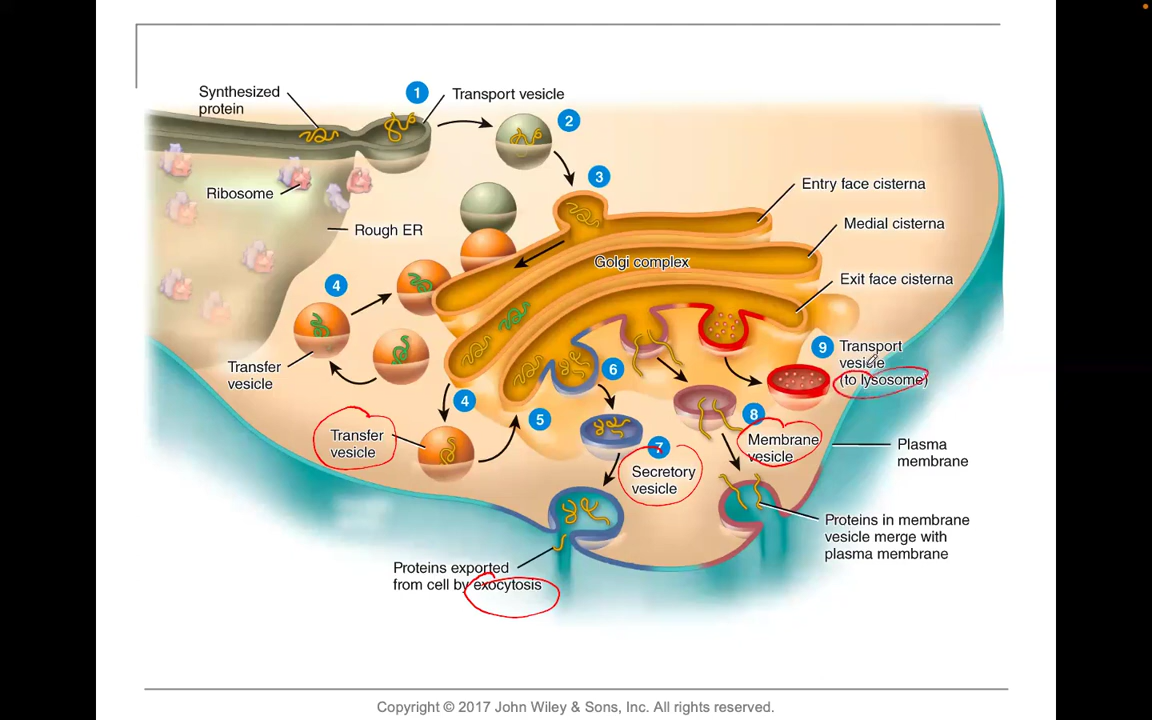 Synthesized
protein
1
Transport vesicle
2
3
Entry face cisterna
Ribosome
Medial cisterna
Rough ER
Golgi complex
Exit face cisterna
4
9
Transport
vesicle
(to lysosome)
Transfer
vesicle
6
4
5
8
Transfer
vesicle
Membrane
vesicle
7
Secretory
vesicle
Plasma
membrane
Proteins in membrane
vesicle merge with
plasma membrane
Proteins exported
from cell by exocytosis
Copyright © 2017 John Wiley & Sons, Inc. All rights reserved.